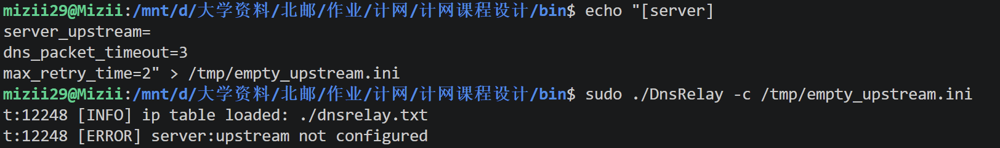 mizii29@Mizii:/mnt/d/大学资料/北邮/作业/计网/计网课程设计/bin$ echo "[server]
server_upstream=
dns_packet_timeout=3
max_retry_time=2" > /tmp/empty_upstream.ini
mizii29@Mizii:/mnt/d/大学资料/北邮/作业/计网/计网课程设计/bin$ sudo ./DnsRelay -c /tmp/empty_upstream.ini
t:12248 [INFO] ip table loaded: ./dnsrelay.txt
t:12248 [ERROR] server:upstream not configured